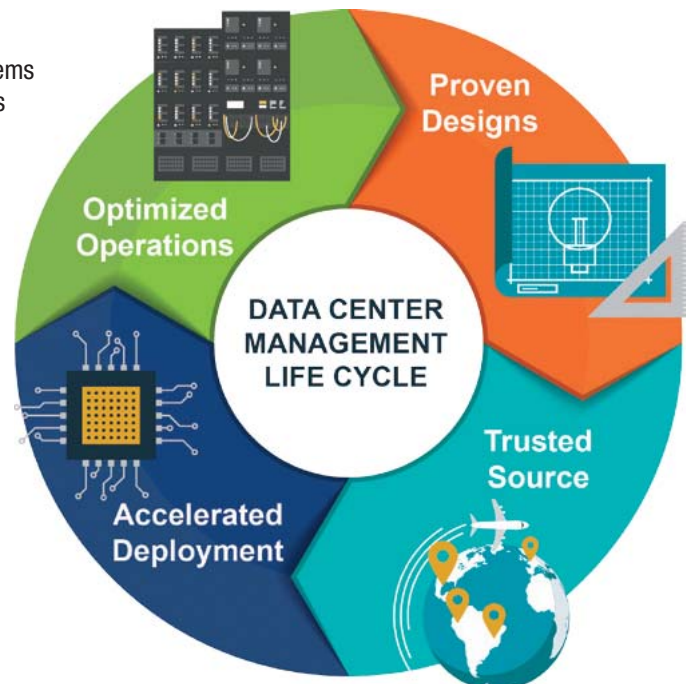 Proven
Designs
Trusted
Source
Accelerated
Deployment
Optimized
Operations
DATA CENTER
MANAGEMENT
LIFE CYCLE